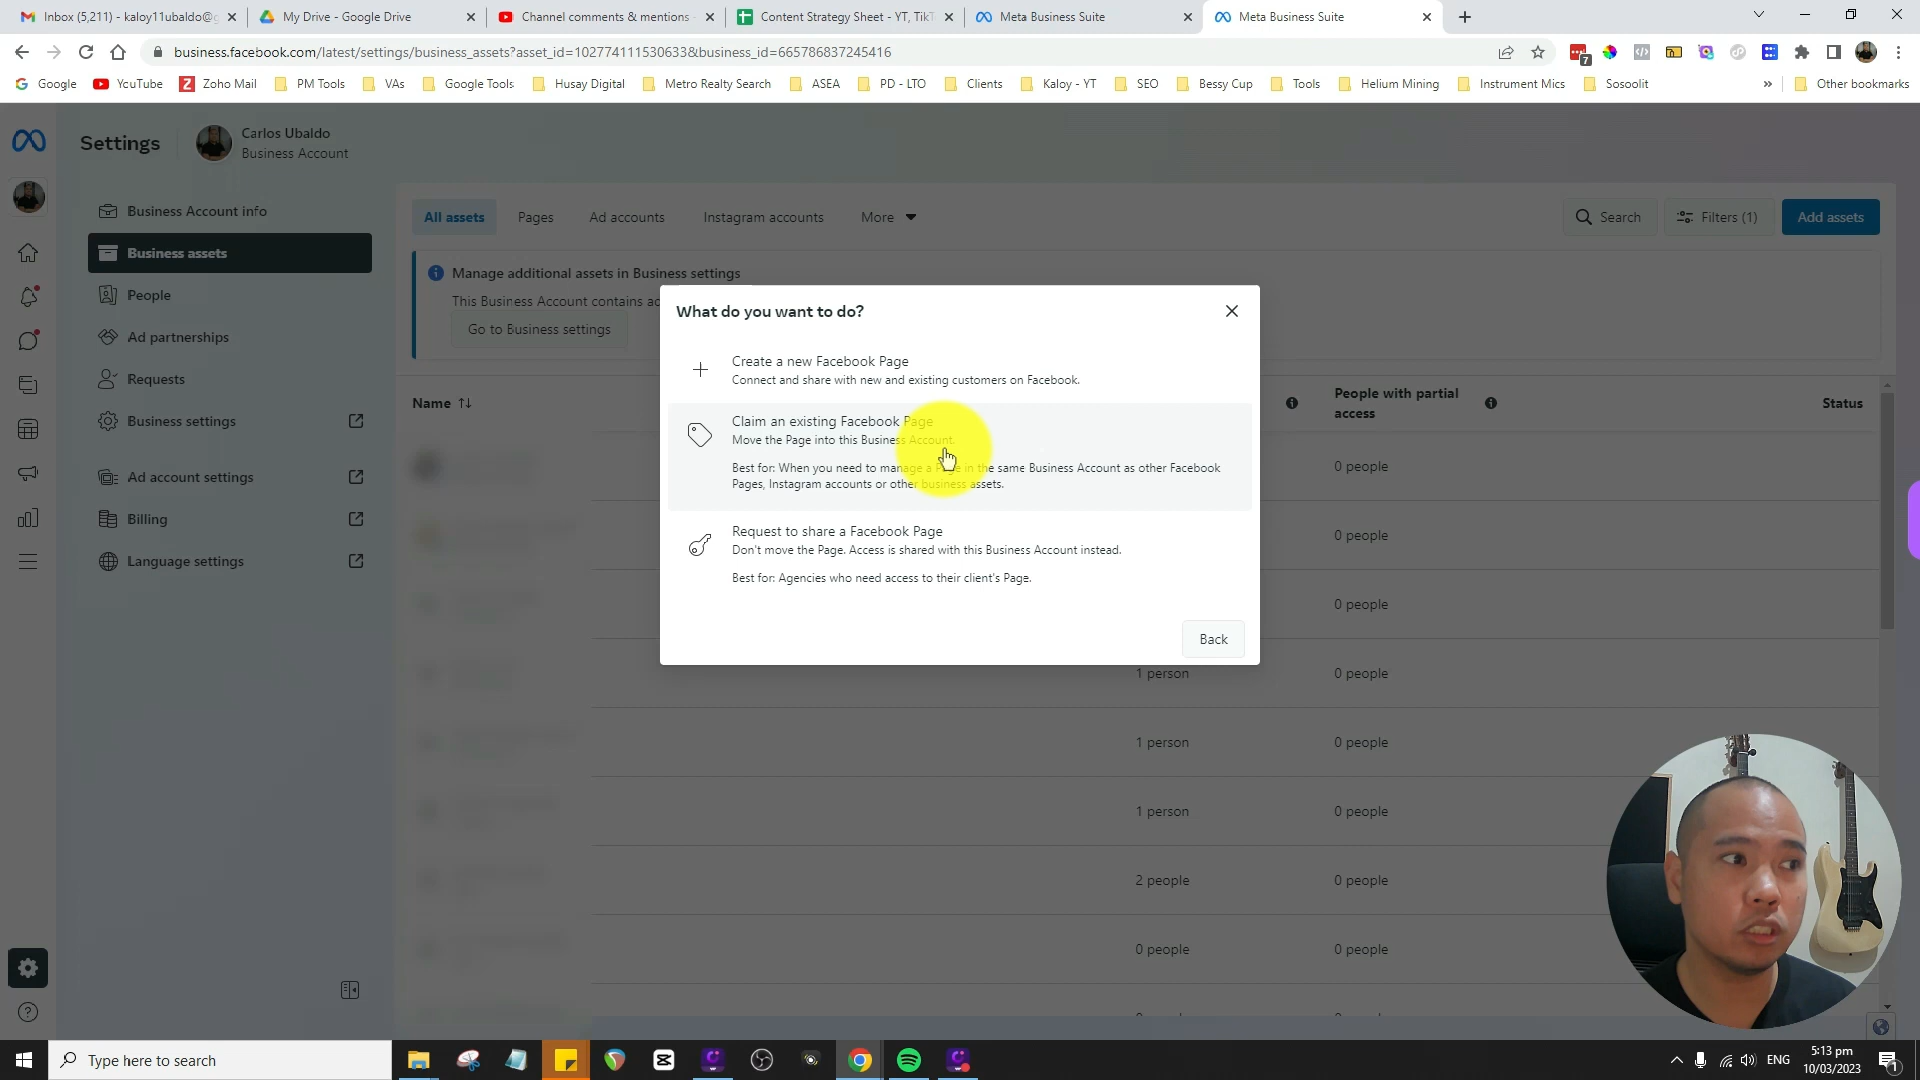 Inbox (5,211) - kaloy11ubaldo@g
My Drive - Google Drive
Channel comments & mentions -
Content Strategy Sheet - YT, TikT
Meta Business Suite
Meta Business Suite
business.facebook.com/latest/settings/business_assets?asset_id=102774111530633&business_id=665786837245416
7
Google
YouTube
Zoho Mail
PM Tools
VAs
Google Tools
Husay Digital
Metro Realty Search
ASEA
PD - LTO
Clients
Kaloy - YT
SEO
Bessy Cup
Tools
Helium Mining
Instrument Mics
Sosoolit
»
Other bookmarks
Settings
Carlos Ubaldo
Business Account
Business Account info
Business assets
People
Ad partnerships
Requests
Business settings
Ad account settings
Billing
Language settings
All assets
Pages
Ad accounts
Instagram accounts
More
Search
Filters (1)
Add assets
Manage additional assets in Business settings
This Business Account contains
Go to Business settings
Name
People with partial
access
Status
What do you want to do?
Create a new Facebook Page
Connect and share with new and existing customers on Facebook.
Claim an existing Facebook Page
Move the Page into this Business Account.
Best for: When you need to manage a Page in the same Business Account as other Facebook
Pages, Instagram accounts or other business assets.
Request to share a Facebook Page
Don't move the Page. Access is shared with this Business Account instead.
Best for: Agencies who need access to their client's Page.
Back
0 people
0 people
0 people
1 person
0 people
1 person
0 people
1 person
0 people
2 people
0 people
0 people
0 people
Type here to search
ENG
5:13 pm
10/03/2023
1